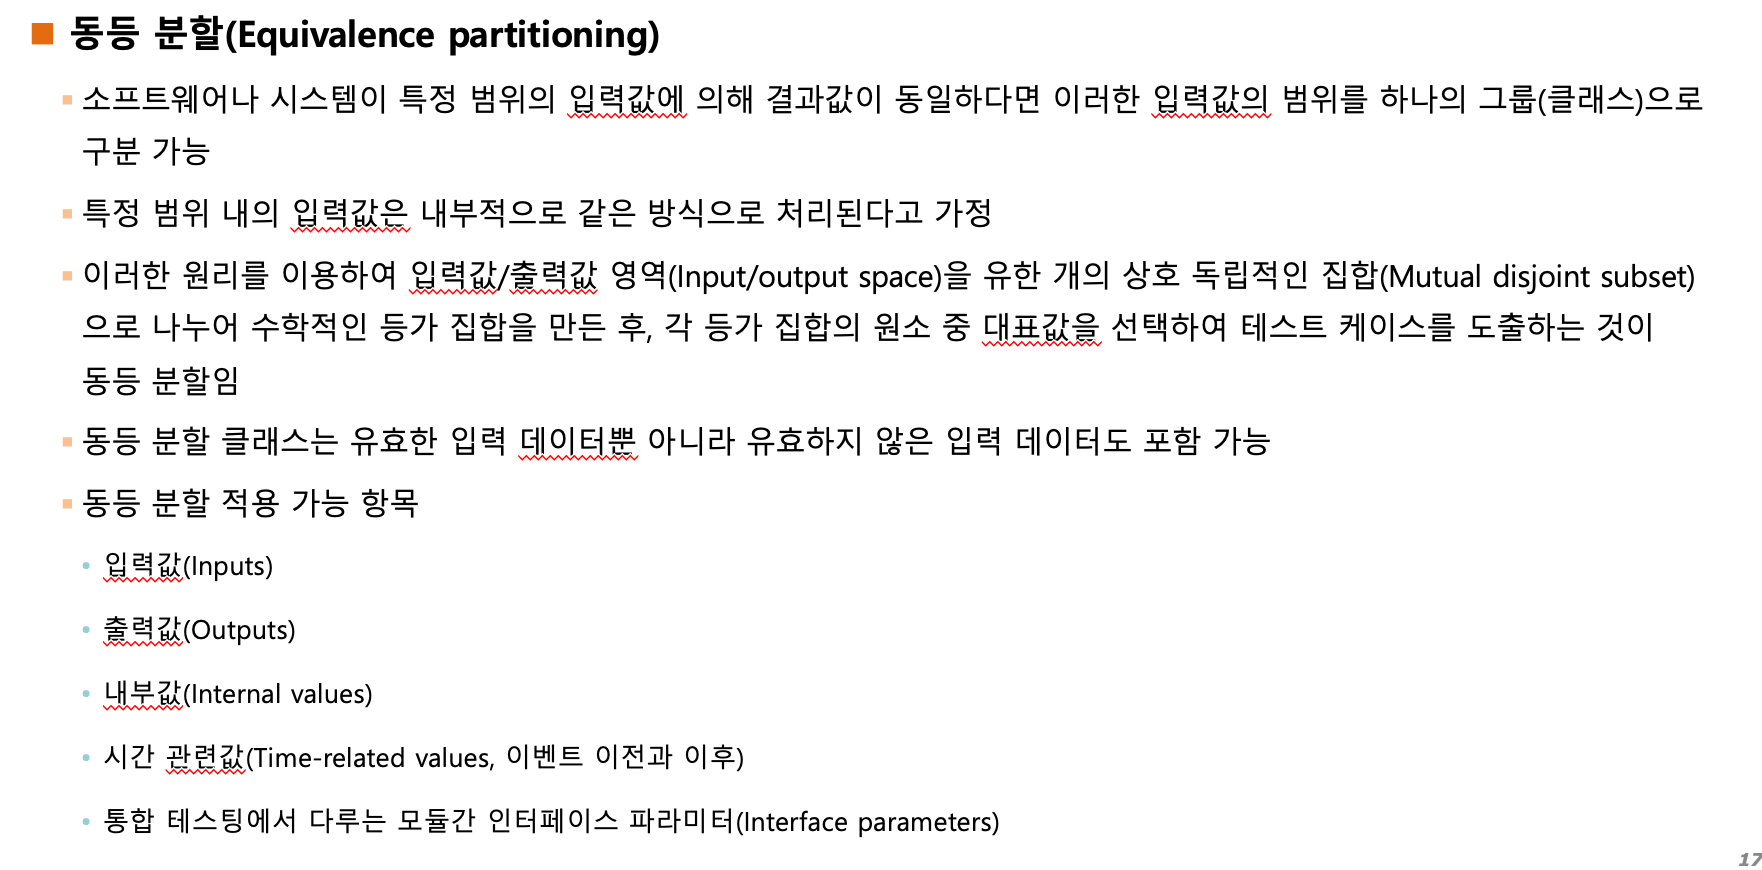 ■ 동등 분할(Equivalence partitioning)
▪ 소프트웨어나 시스템이 특정 범위의 입력값에 의해 결과값이 동일하다면 이러한 입력값의 범위를 하나의 그룹(클래스)으로
구분 가능
▪ 특정 범위 내의 입력값은 내부적으로 같은 방식으로 처리된다고 가정
▪ 이러한 원리를 이용하여 입력값/출력값 영역(Input/output space)을 유한 개의 상호 독립적인 집합(Mutual disjoint subset)
으로 나누어 수학적인 등가 집합을 만든 후, 각 등가 집합의 원소 중 대표값을 선택하여 테스트 케이스를 도출하는 것이
동등 분할임
▪ 동등 분할 클래스는 유효한 입력 데이터뿐 아니라 유효하지 않은 입력 데이터도 포함 가능
▪ 동등 분할 적용 가능 항목
• 입력값(Inputs)
• 출력값(Outputs)
• 내부값(Internal values)
• 시간 관련값(Time-related values, 이벤트 이전과 이후)
• 통합 테스팅에서 다루는 모듈간 인터페이스 파라미터(Interface parameters)
17